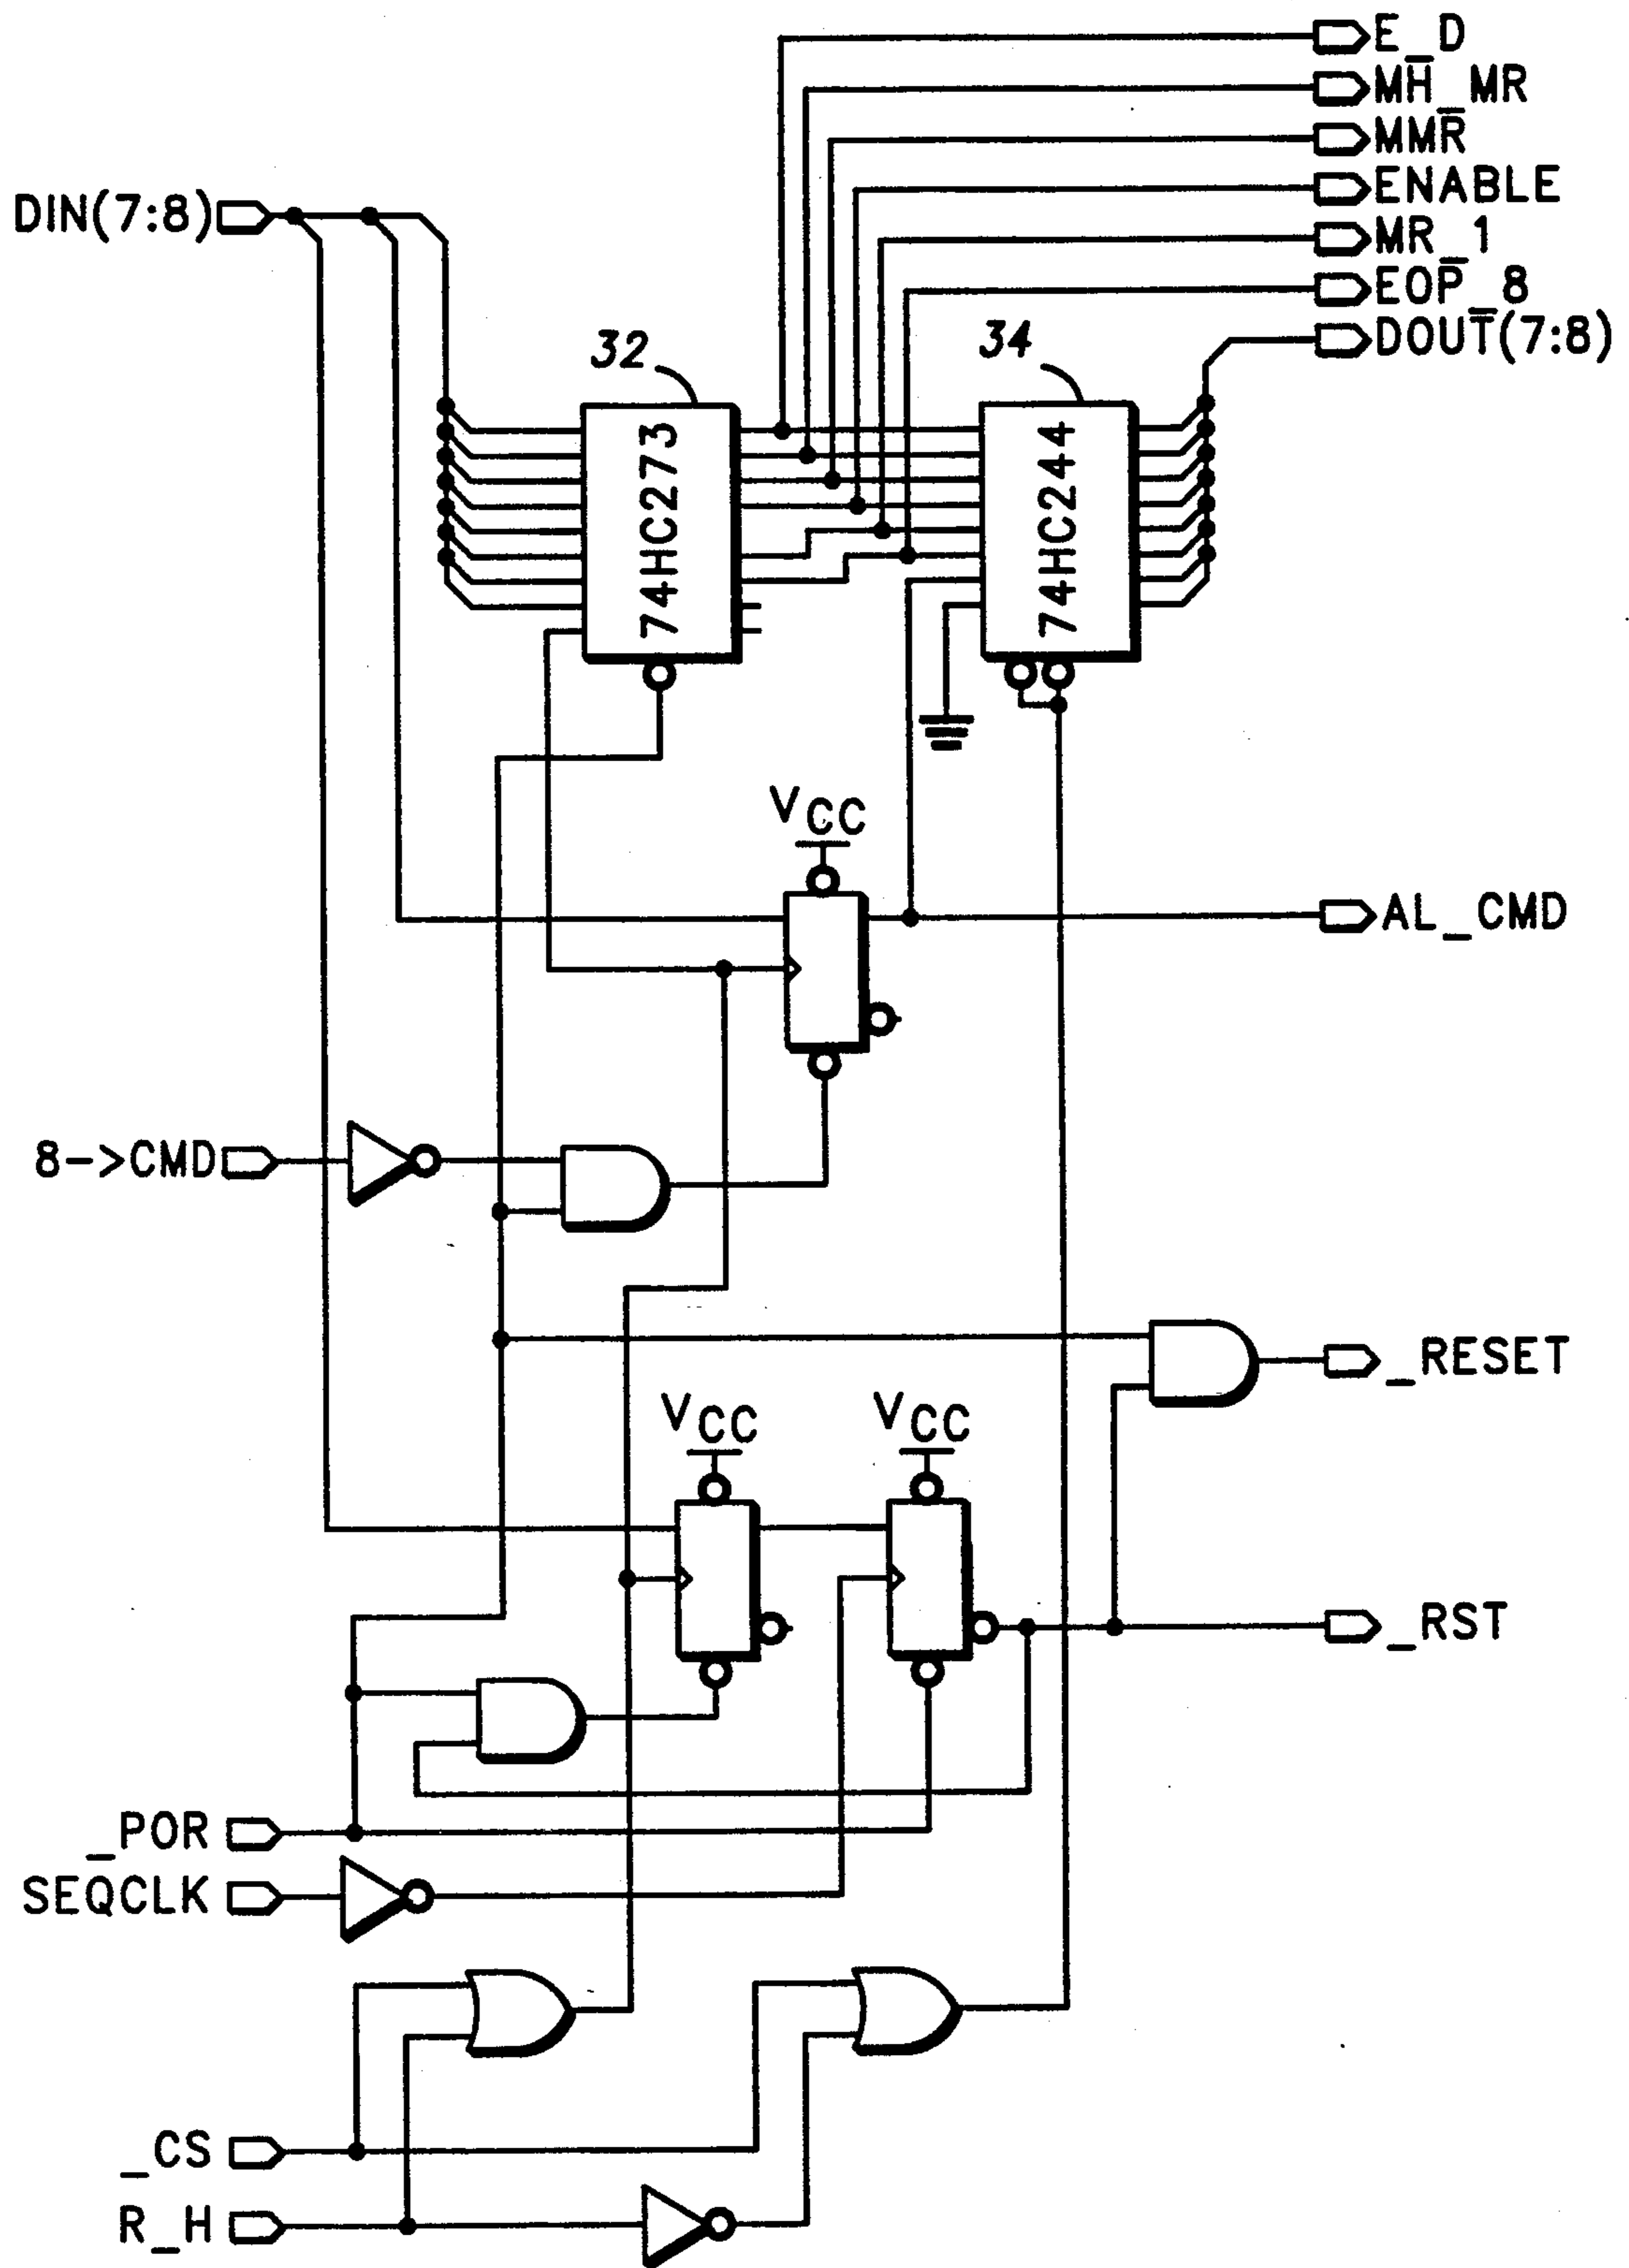 E_D
MH_MR
MMR
ENABLE
DIN(7:8)
MR_1
EOP_8
DOUT(7:8)
32
34
74HC273
74HC244
VCC
AL_CMD
8->CMD
_RESET
VCC
VCC
_RST
_POR
SEQCLK
_CS
R_H